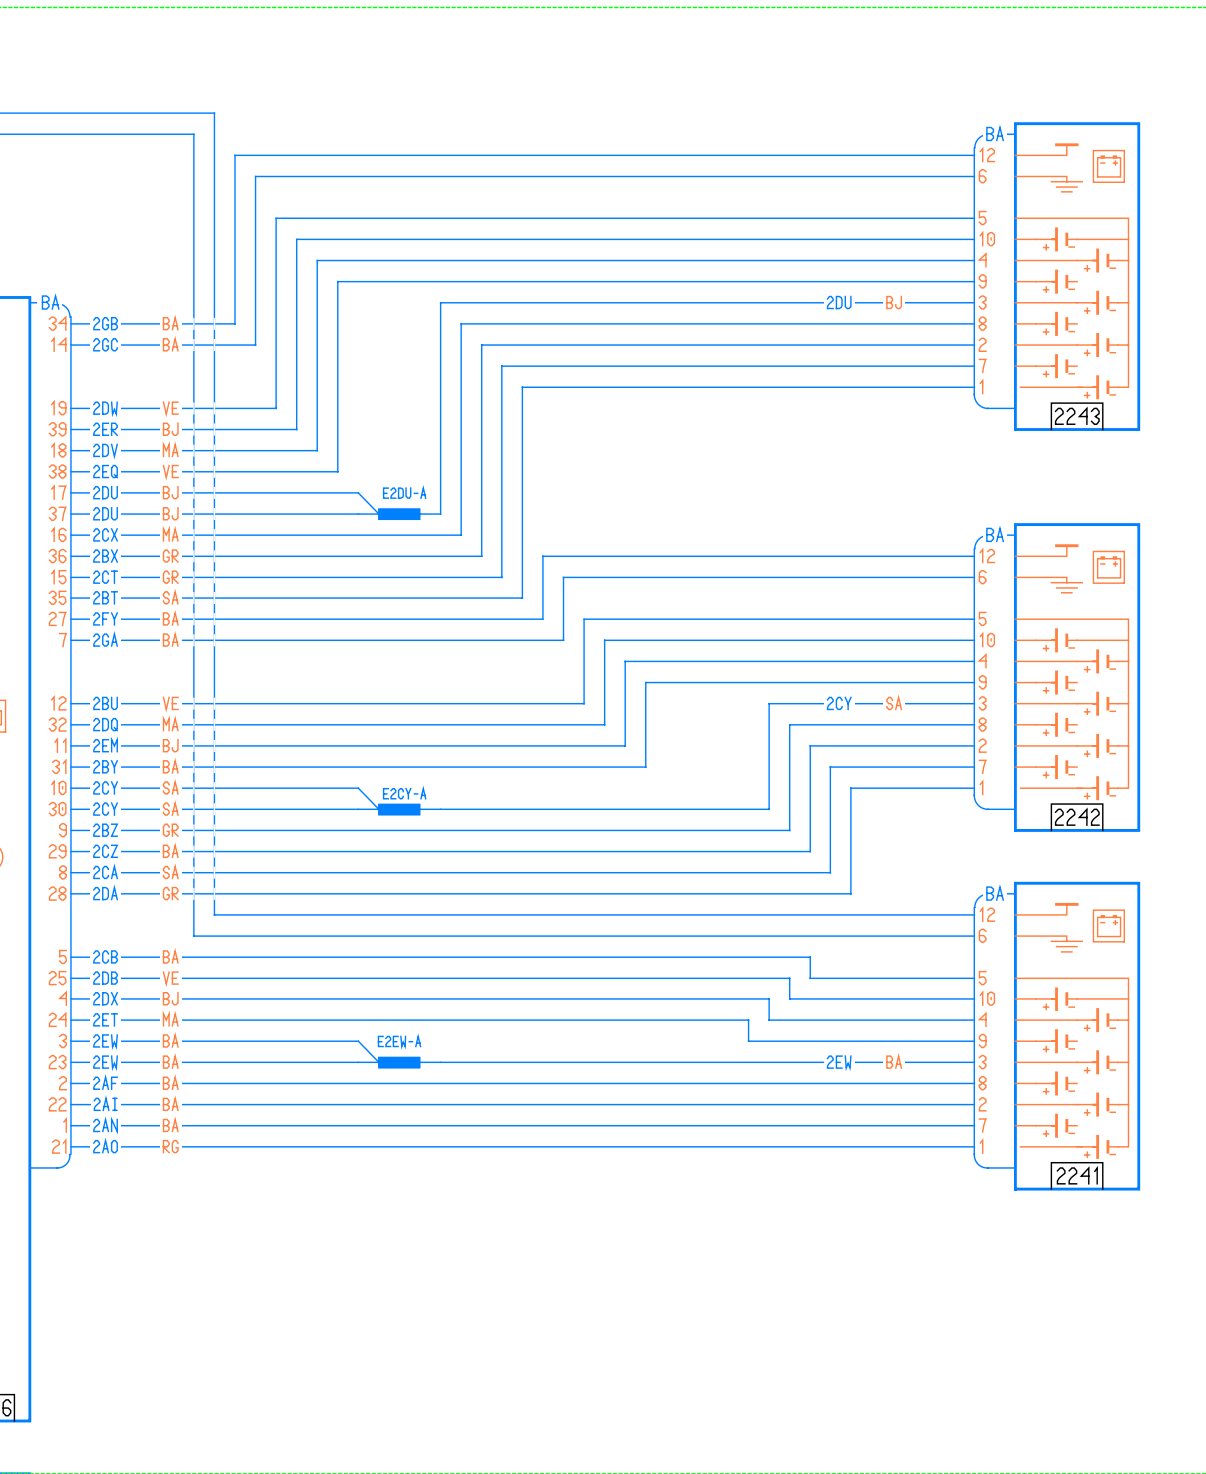 BA
12
6
5
10
4
9
3 2DU BJ
8
2
7
1
2243
BA
34 2GB BA
14 2GC BA
19 2DW VE
39 2ER BJ
18 2DV MA
38 2EQ VE
17 2DU BJ
37 2DU BJ
E2DU-A
16 2CX MA
36 2BX GR
15 2CT GR
35 2BT SA
27 2FY BA
7 2GA BA
12 2BU VE
32 2DQ MA
11 2EM BJ
31 2BY BA
10 2CY SA
30 2CY SA
E2CY-A
9 2BZ GR
29 2CZ BA
8 2CA SA
28 2DA GR
5 2CB BA
25 2DB VE
4 2DX BJ
24 2ET MA
3 2EW BA
23 2EW BA
E2EW-A
2 2AF BA
22 2AI BA
1 2AN BA
21 2AO RG
BA
12
6
5
10
4
9
2CY SA 3
8
2
7
1
2242
BA
12
6
5
10
4
9
2EW BA 3
8
2
7
1
2241
6